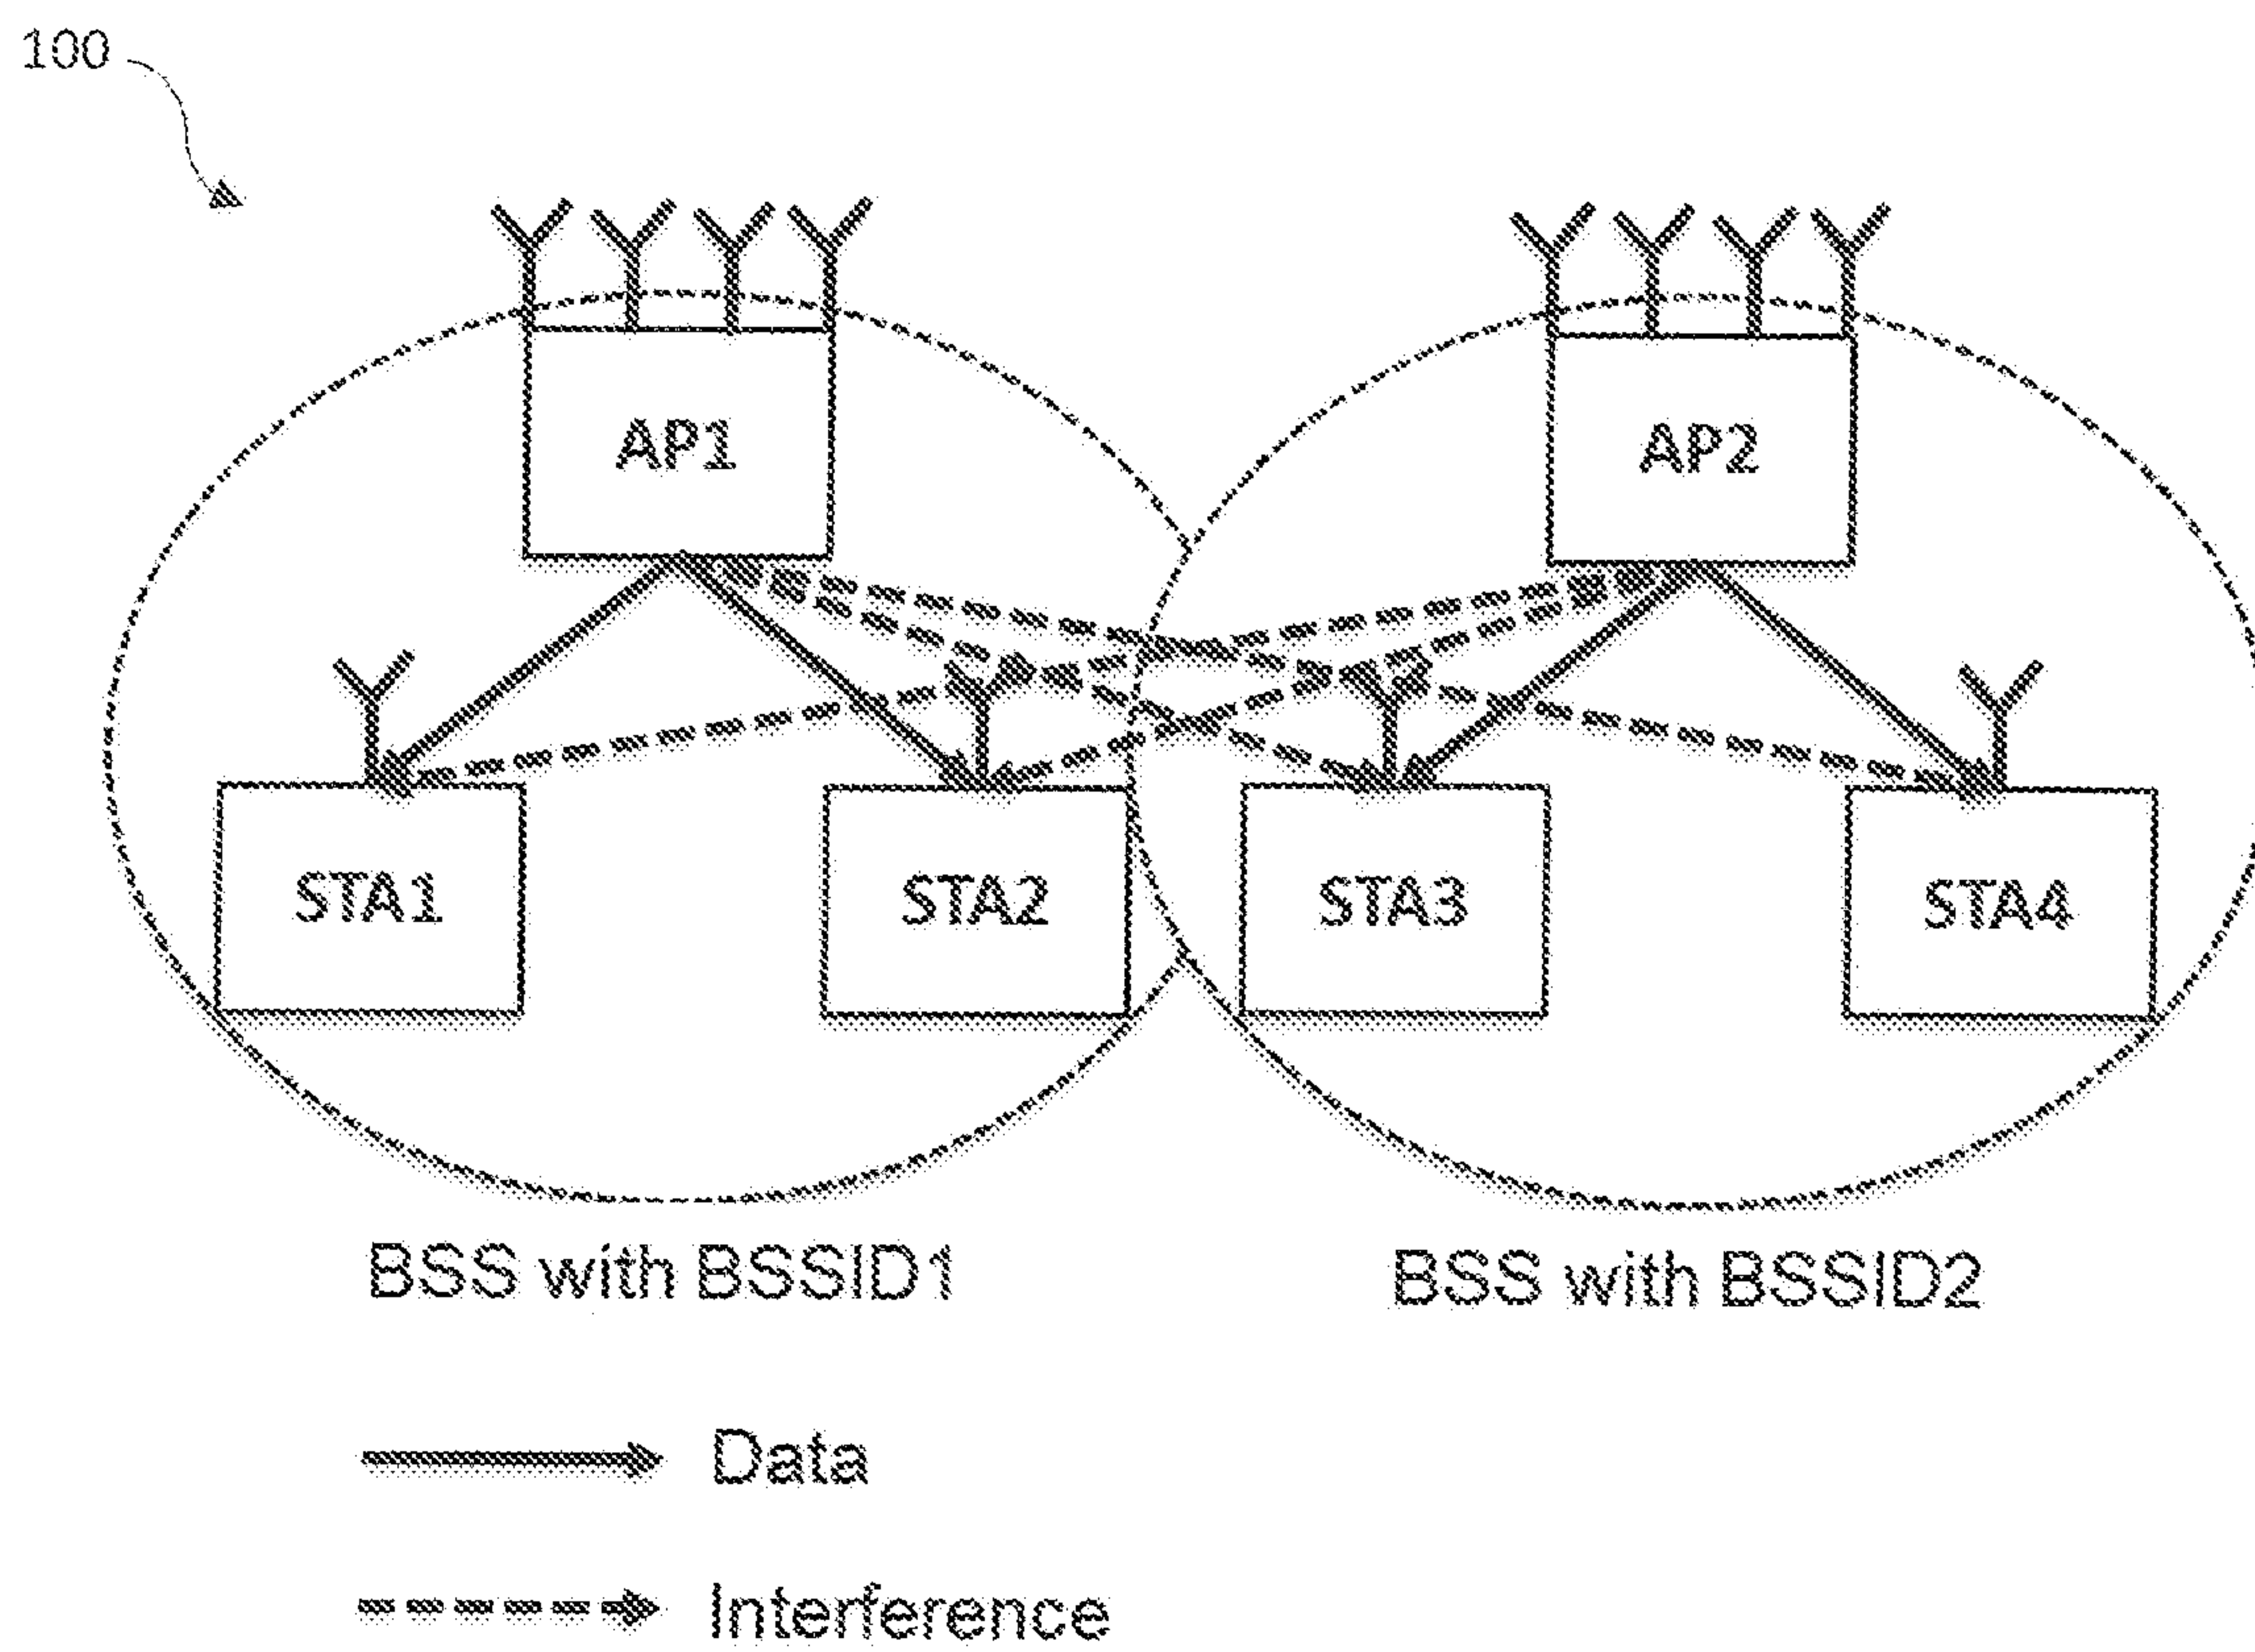 100
AP1
AP2
STA1
STA2
STA3
STA4
BSS with BSSID1
BSS with BSSID2
Data
Interference